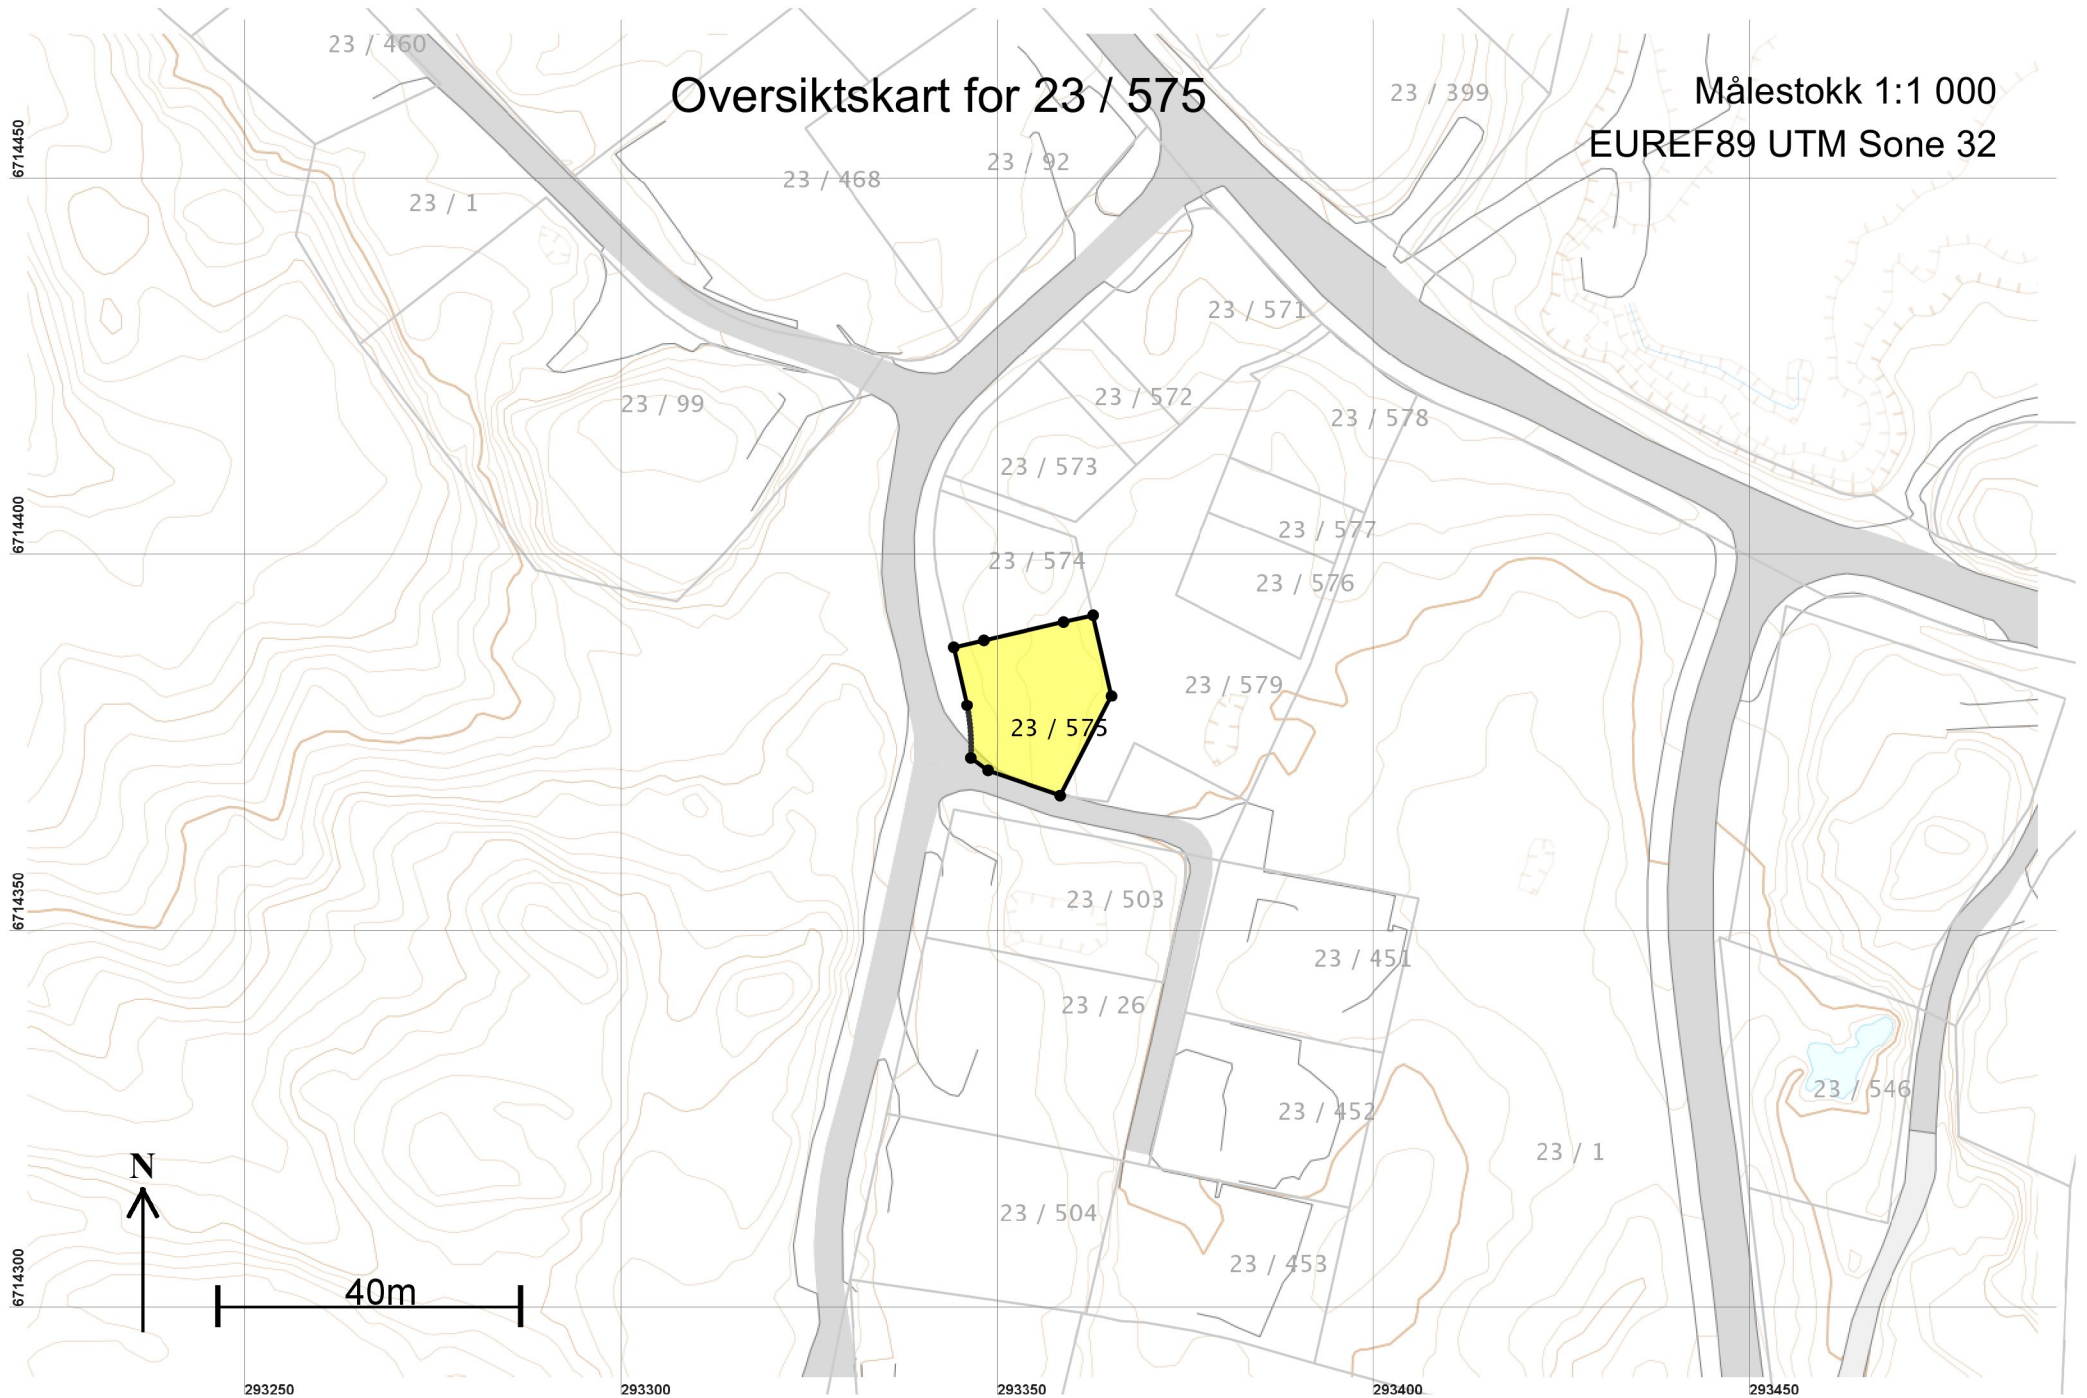 23 / 460
Oversiktskart for 23 / 575
23 / 399
Målestokk 1:1 000
EUREF89 UTM Sone 32
6714450
23 / 92
23 / 468
23 / 1
23 / 571
23 / 572
23 / 99
23 / 578
23 / 573
6714400
23 / 577
23 / 574
23 / 576
23 / 579
23 / 575
6714350
23 / 503
23 / 451
23 / 26
23 / 546
23 / 452
23 / 1
N
23 / 504
6714300
23 / 453
40m
293250
293300
293350
293400
293450